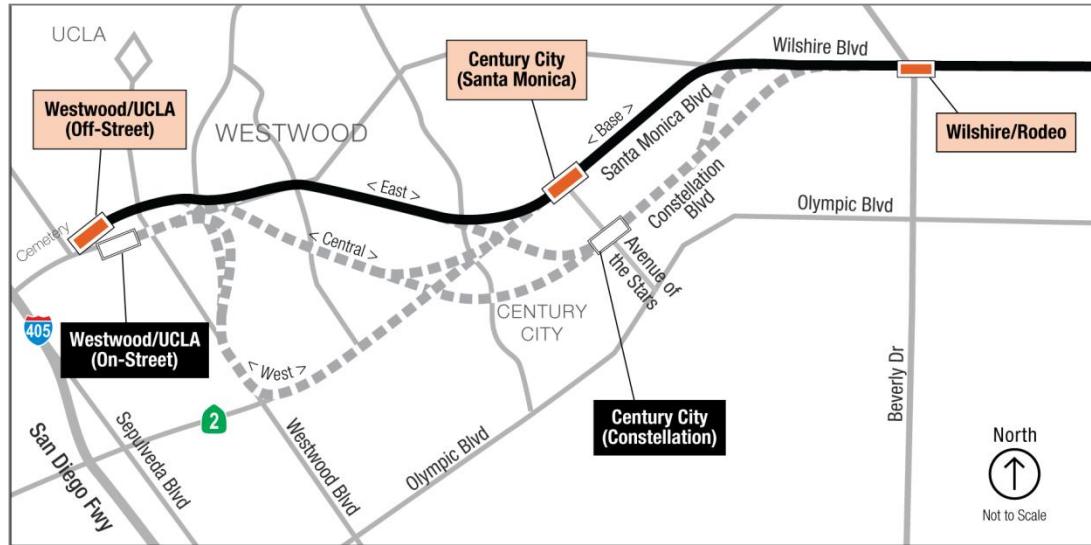 UCLA
Wilshire Blvd
Century City
(Santa Monica)
Westwood/UCLA
(Off-Street)
WESTWOOD
< Base >
Santa Monica Blvd
Wilshire/Rodeo
< East >
Constellation
Blvd
Olympic Blvd
Cemetery
< Central >
Avenue of
the Stars
CENTURY
CITY
405
Westwood/UCLA
(On-Street)
< West >
2
Century City
(Constellation)
Beverly Dr
San Diego Fwy
Sepulveda Blvd
Westwood Blvd
Olympic Blvd
North
Not to Scale